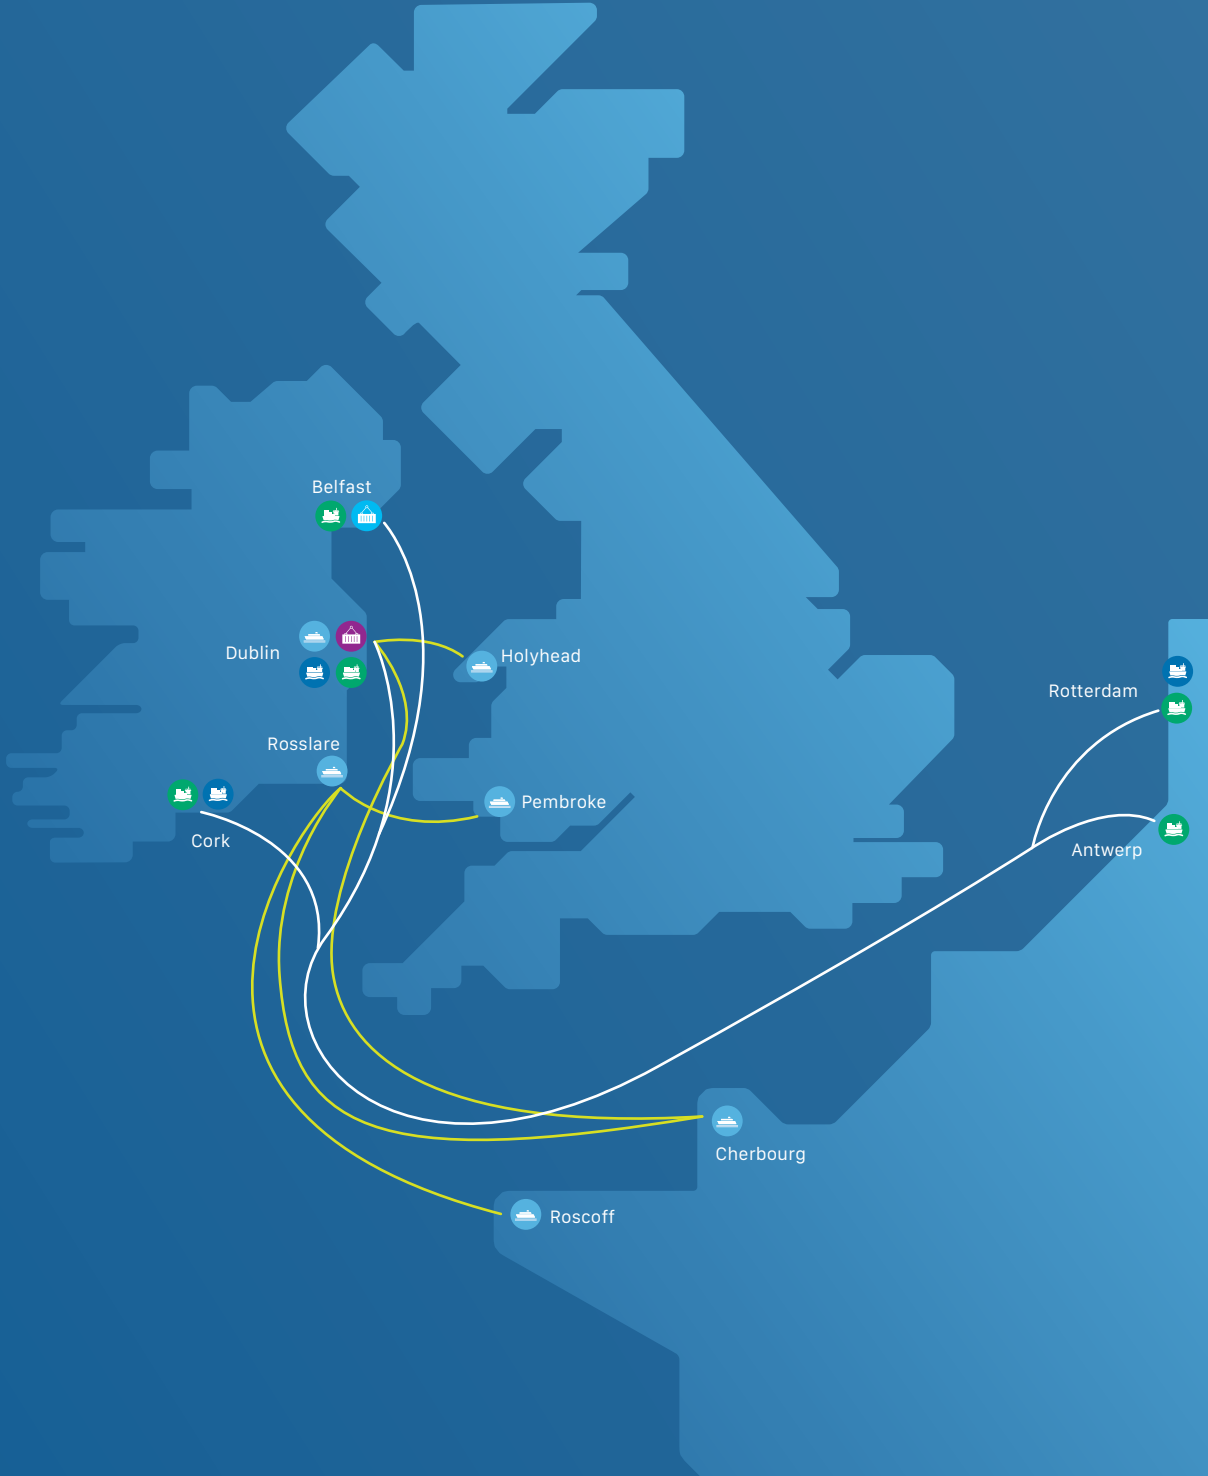 Belfast
Dublin
Holyhead
Rotterdam
Rosslare
Pembroke
Cork
Antwerp
Cherbourg
Roscoff